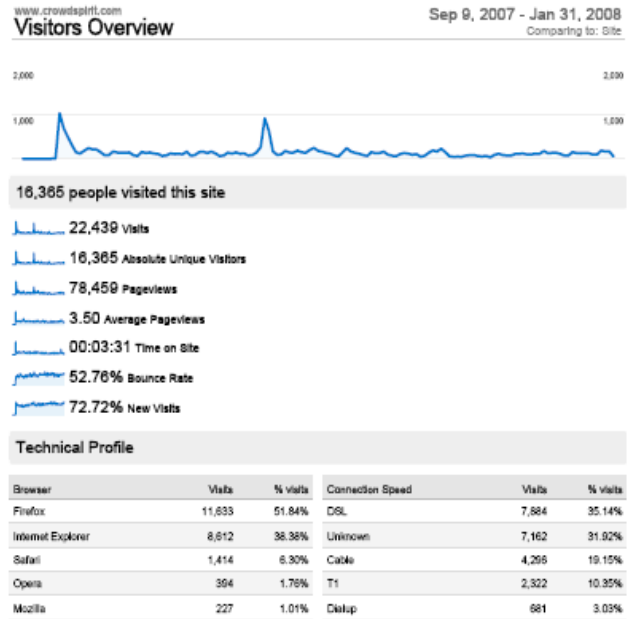 www.crowdspirit.com
Visitors Overview
Sep 9, 2007 - Jan 31, 2008
Comparing to: Site
2,000 2,000
1,000 1,000
16,365 people visited this site
22,439 Visits
16,365 Absolute Unique Visitors
78,459 Pageviews
3.50 Average Pageviews
00:03:31 Time on Site
52.76% Bounce Rate
72.72% New Visits
Technical Profile
Browser Visits % visits Connection Speed Visits % visits
Firefox 11,633 51.84% DSL 7,884 35.14%
Internet Explorer 8,612 38.38% Unknown 7,162 31.92%
Safari 1,414 6.30% Cable 4,296 19.15%
Opera 394 1.76% T1 2,322 10.35%
Mozilla 227 1.01% Dialup 681 3.03%